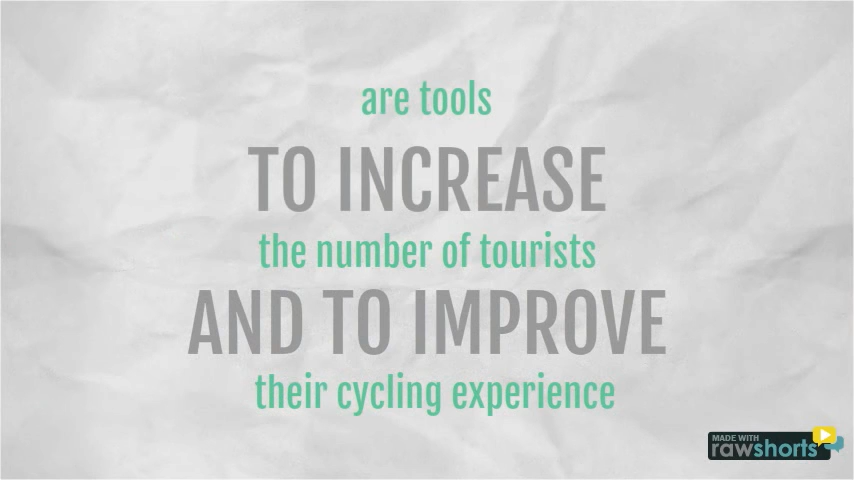 are tools
TO INCREASE
the number of tourists
AND TO IMPROVE
their cycling experience
MADE WITH
rawshorts